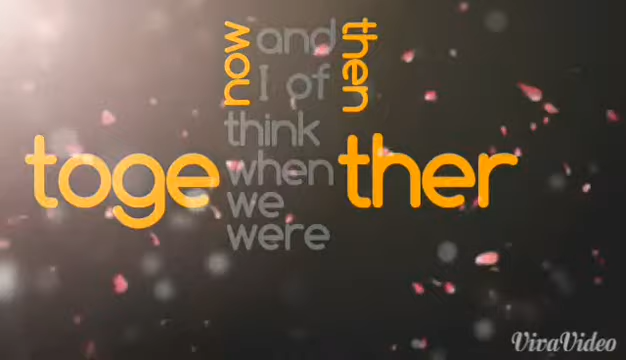 now and then
I of
think
toge when ther
we
were
VivaVideo